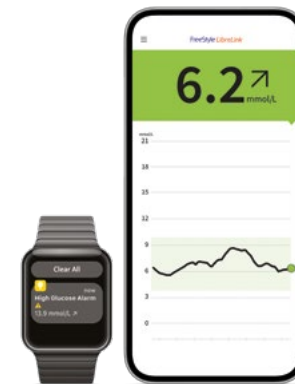 Clear All
now
High Glucose Alarm
13.9 mmol/L ↗
FreeStyle LibreLink
6.2 ↗
mmol/L
mmol/L
21
18
15
12
9
6
3
0